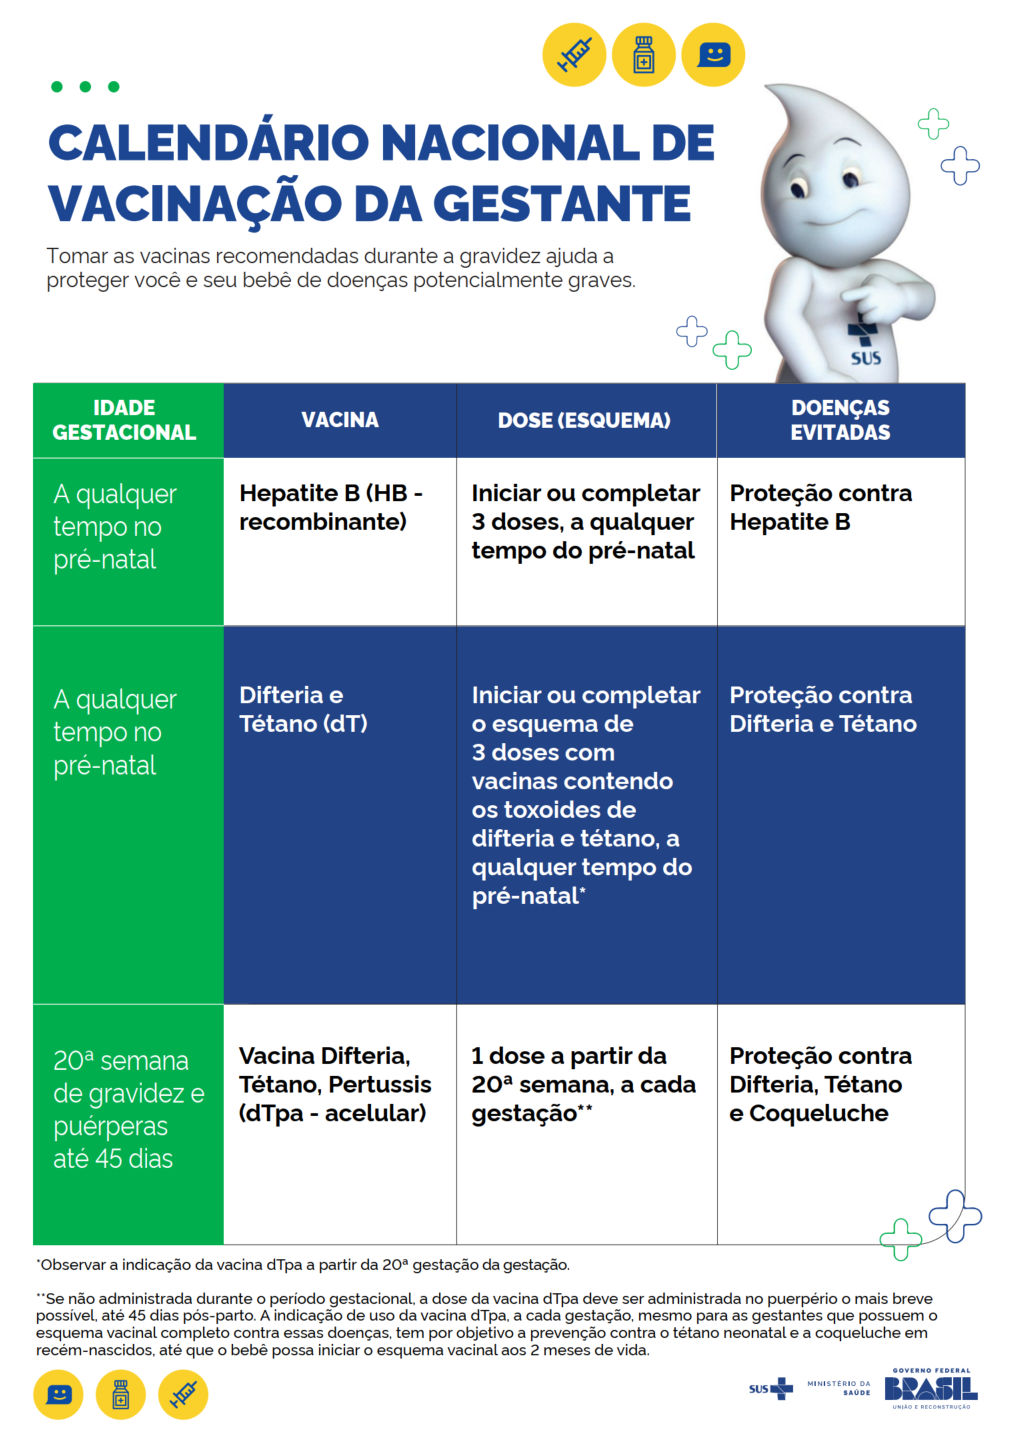 CALENDÁRIO NACIONAL DE
VACINAÇÃO DA GESTANTE
Tomar as vacinas recomendadas durante a gravidez ajuda a
proteger você e seu bebê de doenças potencialmente graves.
SUS
IDADE
GESTACIONAL
VACINA
DOSE (ESQUEMA)
DOENÇAS
EVITADAS
A qualquer
tempo no
pré-natal
Hepatite B (HB -
recombinante)
Iniciar ou completar
3 doses, a qualquer
tempo do pré-natal
Proteção contra
Hepatite B
A qualquer
tempo no
pré-natal
Difteria e
Tétano (dT)
Iniciar ou completar
o esquema de
3 doses com
vacinas contendo
os toxoides de
difteria e tétano, a
qualquer tempo do
pré-natal*
Proteção contra
Difteria e Tétano
20ª semana
de gravidez e
puérperas
até 45 dias
Vacina Difteria,
Tétano, Pertussis
(dTpa - acelular)
1 dose a partir da
20ª semana, a cada
gestação**
Proteção contra
Difteria, Tétano
e Coqueluche
*Observar a indicação da vacina dTpa a partir da 20ª gestação da gestação.
**Se não administrada durante o período gestacional, a dose da vacina dTpa deve ser administrada no puerpério o mais breve
possível, até 45 dias pós-parto. A indicação de uso da vacina dTpa, a cada gestação, mesmo para as gestantes que possuem o
esquema vacinal completo contra essas doenças, tem por objetivo a prevenção contra o tétano neonatal e a coqueluche em
recém-nascidos, até que o bebê possa iniciar o esquema vacinal aos 2 meses de vida.
SUS
MINISTÉRIO DA
SAÚDE
GOVERNO FEDERAL
BRASIL
UNIÃO E RECONSTRUÇÃO